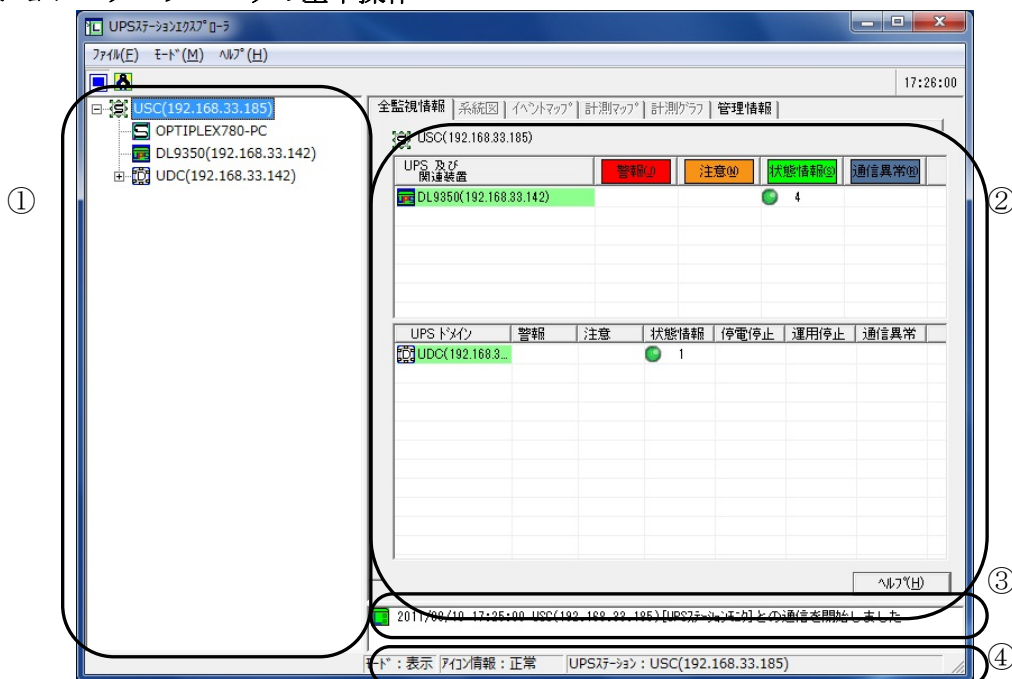 UPSｽﾃｰｼｮﾝｴｸｽﾌﾟﾛｰﾗ
ﾌｧｲﾙ(F) ﾓｰﾄﾞ(M) ﾍﾙﾌﾟ(H)
17:26:00
USC(192.168.33.185)
OPTIPLEX780-PC
DL9350(192.168.33.142)
UDC(192.168.33.142)
全監視情報 系統図 ｲﾍﾞﾝﾄﾏｯﾌﾟ 計測ﾏｯﾌﾟ 計測ｸﾞﾗﾌ 管理情報
USC(192.168.33.185)
UPS 及び
関連装置
警報(J) 注意(W) 状態情報(S) 通信異常(R)
DL9350(192.168.33.142) 4
UPSﾄﾞﾒｲﾝ 警報 注意 状態情報 停電停止 運用停止 通信異常
UDC(192.168.3... 1
ﾍﾙﾌﾟ(H)
2011/08/10 17:25:00 USC(192.168.33.185)[UPSｽﾃｰｼｮﾝﾓﾆﾀ]との通信を開始しました
ﾓｰﾄﾞ：表示 ｱｲｺﾝ情報：正常 UPSｽﾃｰｼｮﾝ：USC(192.168.33.185)
①
②
③
④